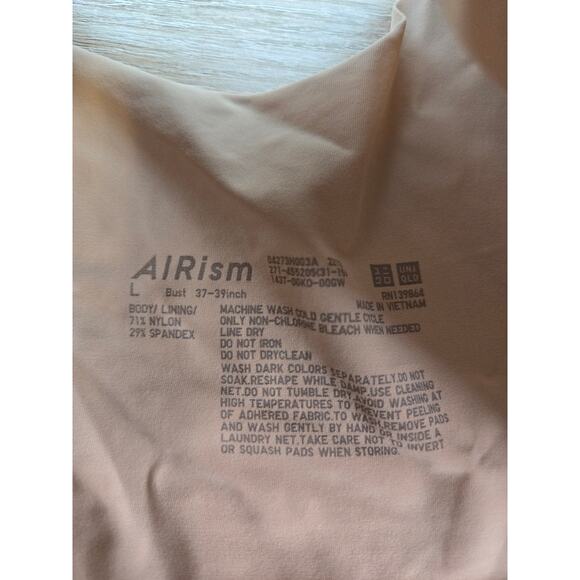 AIRism
L Bust 37-39inch
BODY/ LINING/
71% NYLON
29% SPANDEX
1437-00KO-00GW
UNI
QLO
RN139864
MADE IN VIETNAM
MACHINE WASH COLD GENTLE CYCLE
ONLY NON-CHLORINE BLEACH WHEN NEEDED
LINE DRY
DO NOT IRON
DO NOT DRYCLEAN
WASH DARK COLORS SEPARATELY.DO NOT
SOAK.RESHAPE WHILE DAMP.USE CLEANING
NET.DO NOT TUMBLE DRY.AVOID WASHING AT
HIGH TEMPERATURES TO PREVENT PEELING
OF ADHERED FABRIC.TO WASH,REMOVE PADS
AND WASH GENTLY BY HAND OR INSIDE A
LAUNDRY NET.TAKE CARE NOT TO INVERT
OR SQUASH PADS WHEN STORING.